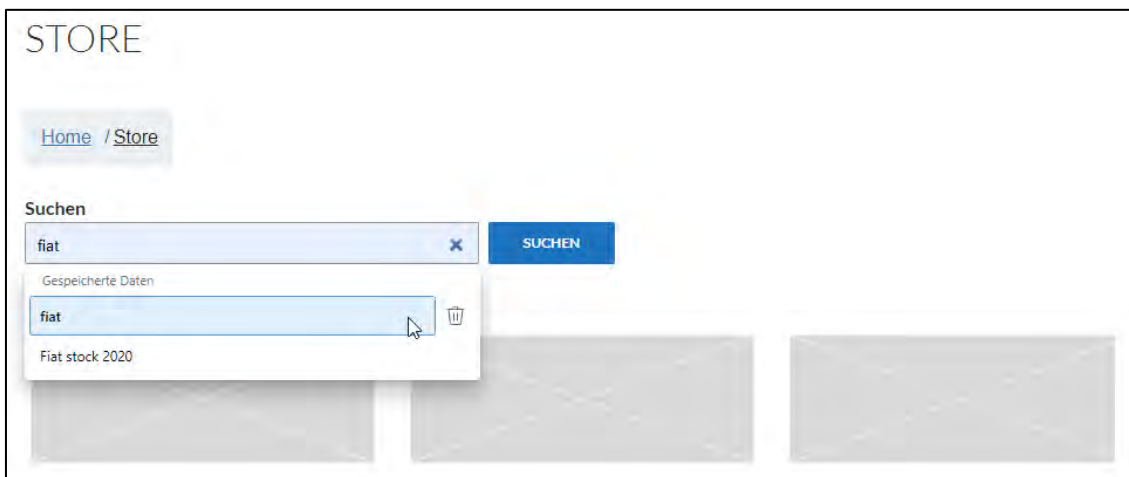 STORE
Home / Store
Suchen
fiat
SUCHEN
Gespeicherte Daten
fiat
Fiat stock 2020